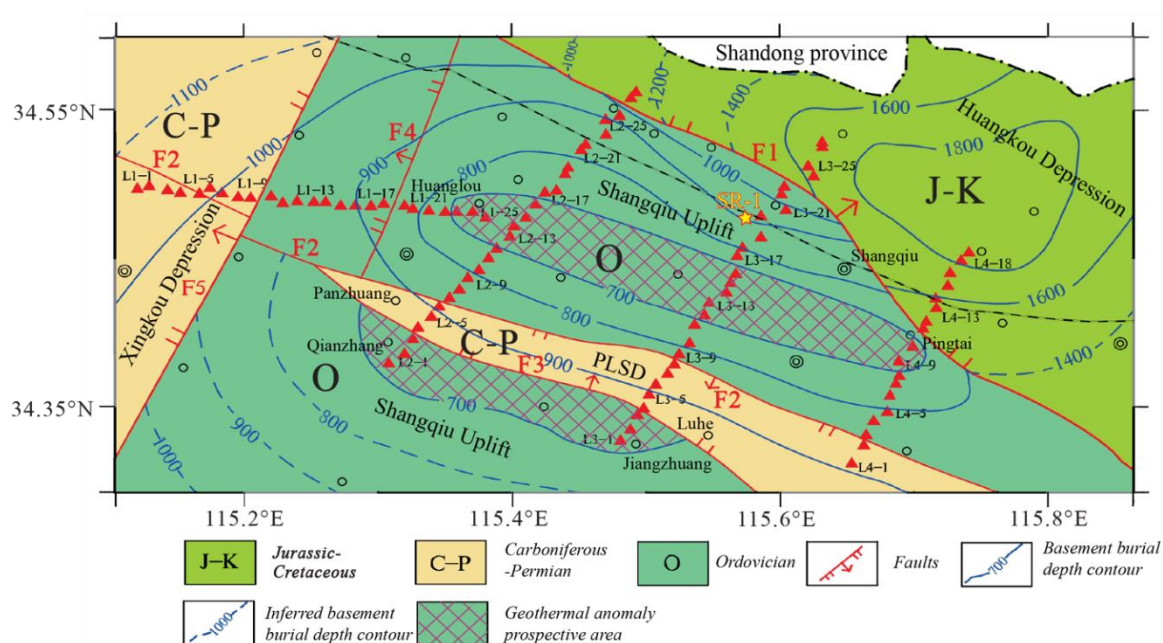 Shandong province
34.55°N
34.35°N
1100
C-P
F2
L1–1
L1–5
L1–9
L1–13
L1–17
L1–21
L1–25
1000
F4
900
800
Huanglou
1000
1200
1400
1600
1800
Huangkou Depression
J-K
F1
L2–25
L2–21
L2–17
L2–13
L2–9
L2–5
L2–1
1000
Shangqiu Uplift
SR-1
L3–25
L3–21
L3–17
L3–13
L3–9
L3–5
L3–1
Shangqiu
O
700
800
L4–18
L4–13
L4–9
L4–5
L4–1
1600
1400
Pingtai
Xingkou Depression
F5
F2
Panzhuang
Qianzhang
C-P
PLSD
900
F3
F2
O
700
Shangqiu Uplift
Luhe
Jiangzhuang
800
900
1000
115.2°E
115.4°E
115.6°E
115.8°E
J–K
Jurassic-
Cretaceous
C–P
Carboniferous
-Permian
O
Ordovician
Faults
700
Basement burial
depth contour
1000
Inferred basement
burial depth contour
Geothermal anomaly
prospective area